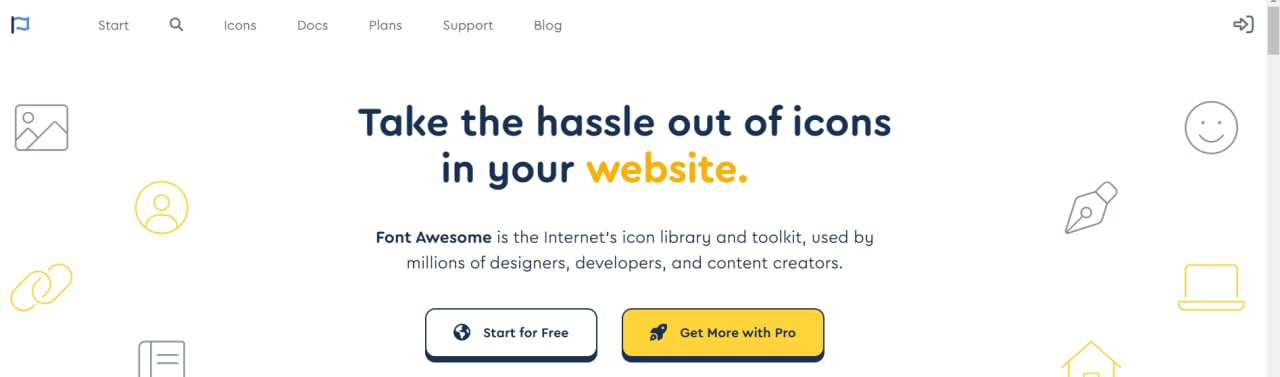 Start Icons Docs Plans Support Blog
Take the hassle out of icons
in your website.
Font Awesome is the Internet's icon library and toolkit, used by
millions of designers, developers, and content creators.
Start for Free
Get More with Pro